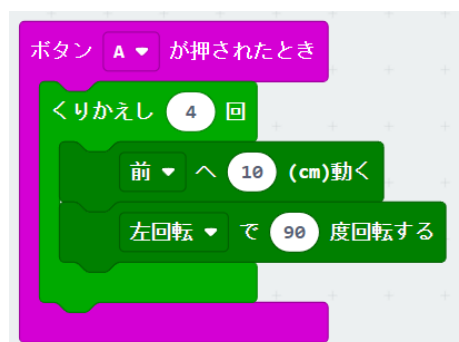 ボタン A が押されたとき
くりかえし 4 回
前 へ 10 (cm)動く
左回転 で 90 度回転する